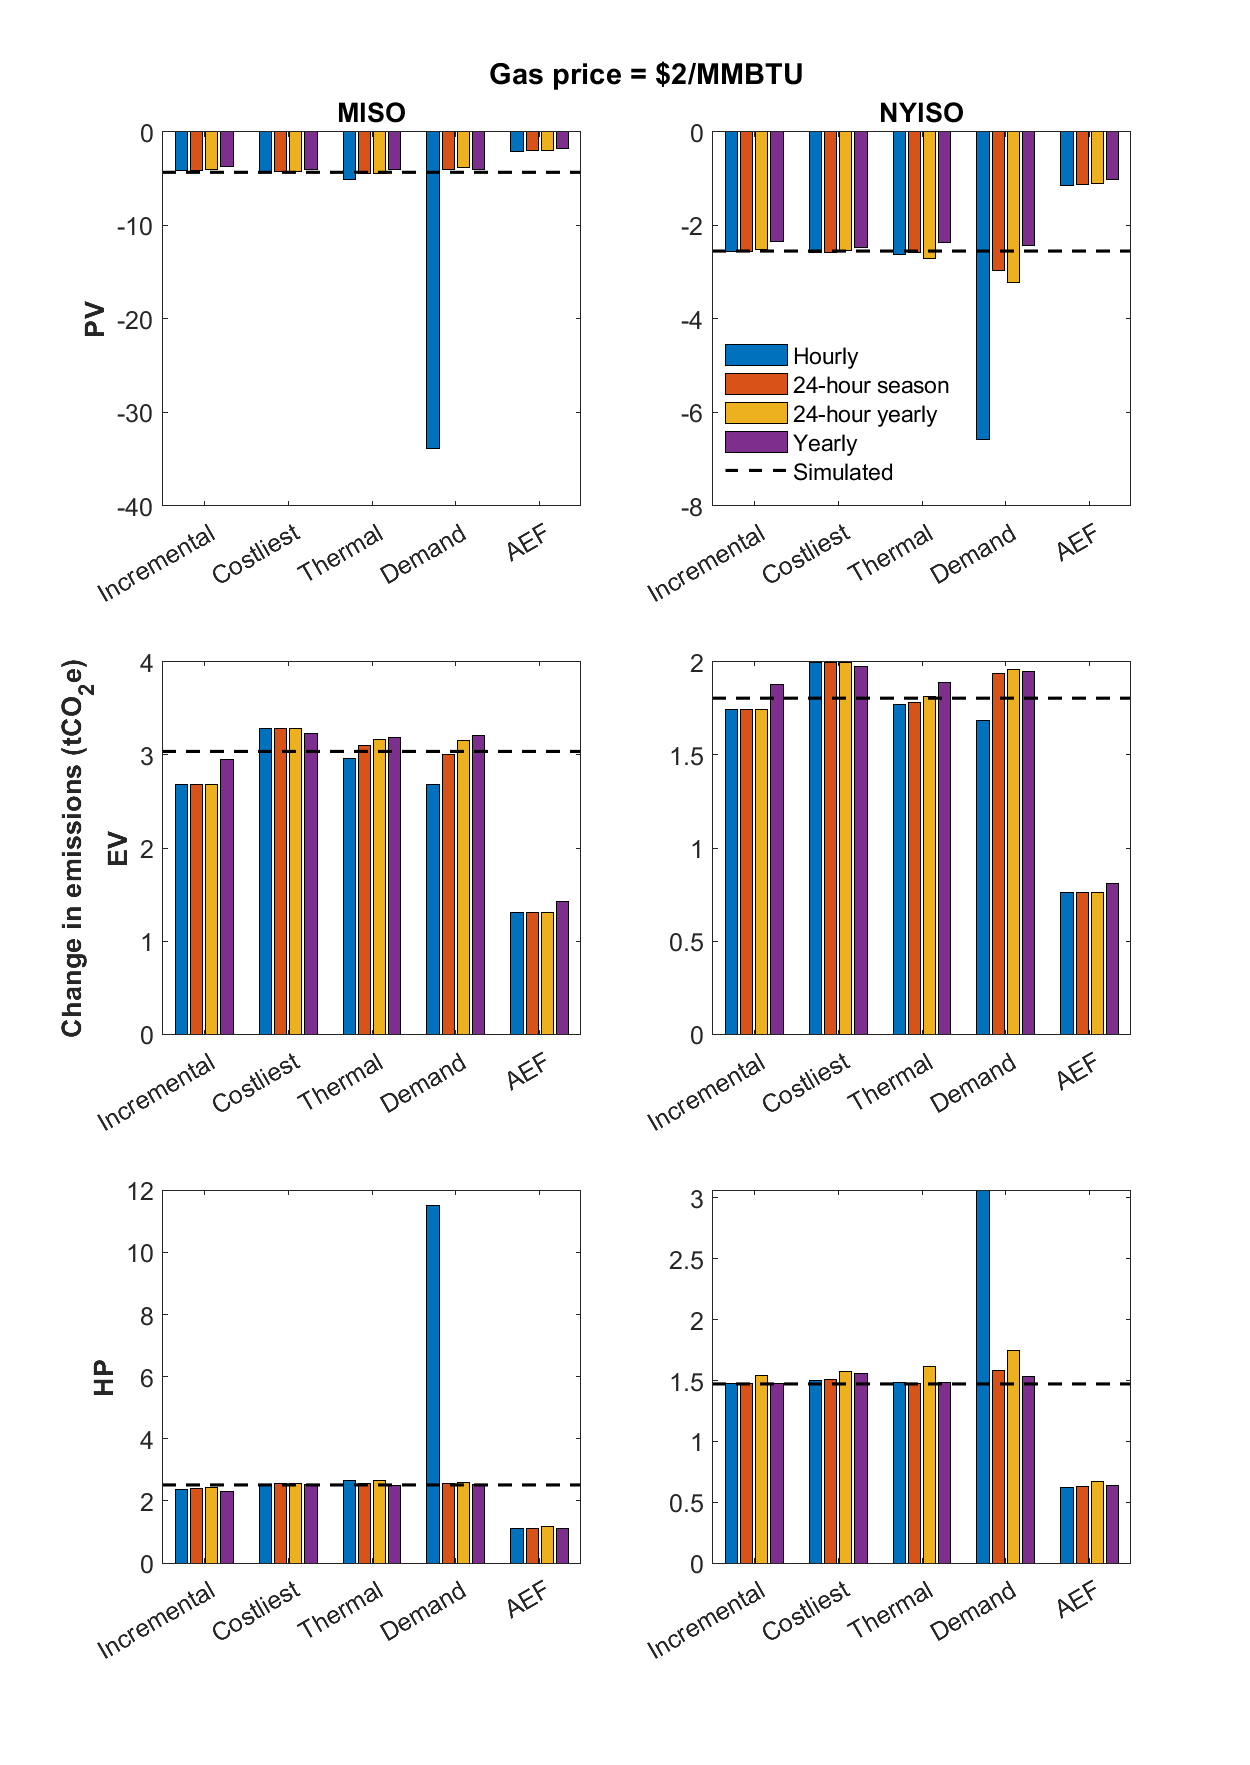 Gas price = $2/MMBTU
MISO
NYISO
0
-10
-20
-30
-40
PV
Incremental
Costliest
Thermal
Demand
AEF
0
-2
-4
-6
-8
Hourly
24-hour season
24-hour yearly
Yearly
Simulated
Incremental
Costliest
Thermal
Demand
AEF
Change in emissions (tCO2e)
EV
4
3
2
1
0
Incremental
Costliest
Thermal
Demand
AEF
2
1.5
1
0.5
0
Incremental
Costliest
Thermal
Demand
AEF
HP
12
10
8
6
4
2
0
Incremental
Costliest
Thermal
Demand
AEF
3
2.5
2
1.5
1
0.5
0
Incremental
Costliest
Thermal
Demand
AEF